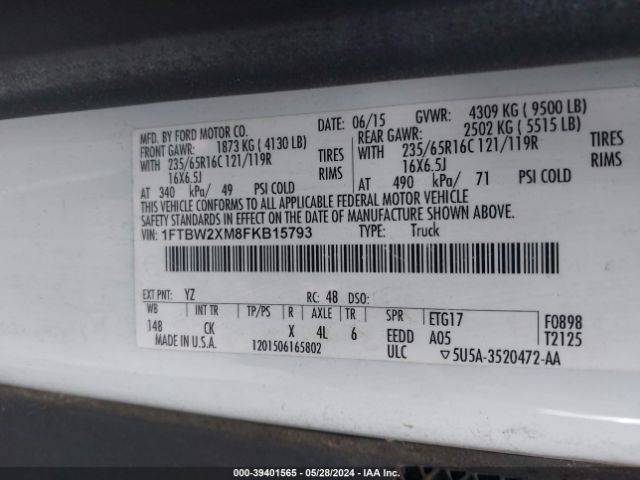 MFD. BY FORD MOTOR CO.
DATE: 06/15 GVWR: 4309 KG ( 9500 LB)
FRONT GAWR: 1873 KG ( 4130 LB) REAR GAWR: 2502 KG ( 5515 LB)
WITH 235/65R16C 121/119R TIRES WITH 235/65R16C 121/119R TIRES
16X6.5J RIMS 16X6.5J RIMS
AT 340 kPa/ 49 PSI COLD AT 490 kPa/ 71 PSI COLD
THIS VEHICLE CONFORMS TO ALL APPLICABLE FEDERAL MOTOR VEHICLE
SAFETY STANDARDS IN EFFECT ON THE DATE OF MANUFACTURE SHOWN ABOVE.
VIN: 1FTBW2XM8FKB15793 TYPE: Truck
EXT PNT: YZ RC: 48 DSO:
WB INT TR TP/PS R AXLE TR SPR ETG17 F0898
148 CK X 4L 6 EEDD A05 T2125
MADE IN U.S.A. 1201506165802 ULC ▽5U5A-3520472-AA
000-39401565 - 05/28/2024 - IAA Inc.